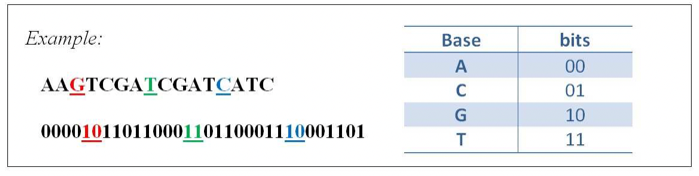 Example:
AAGTCGATCGATCATC
00001011011000110110001110001101
Base bits
A 00
C 01
G 10
T 11